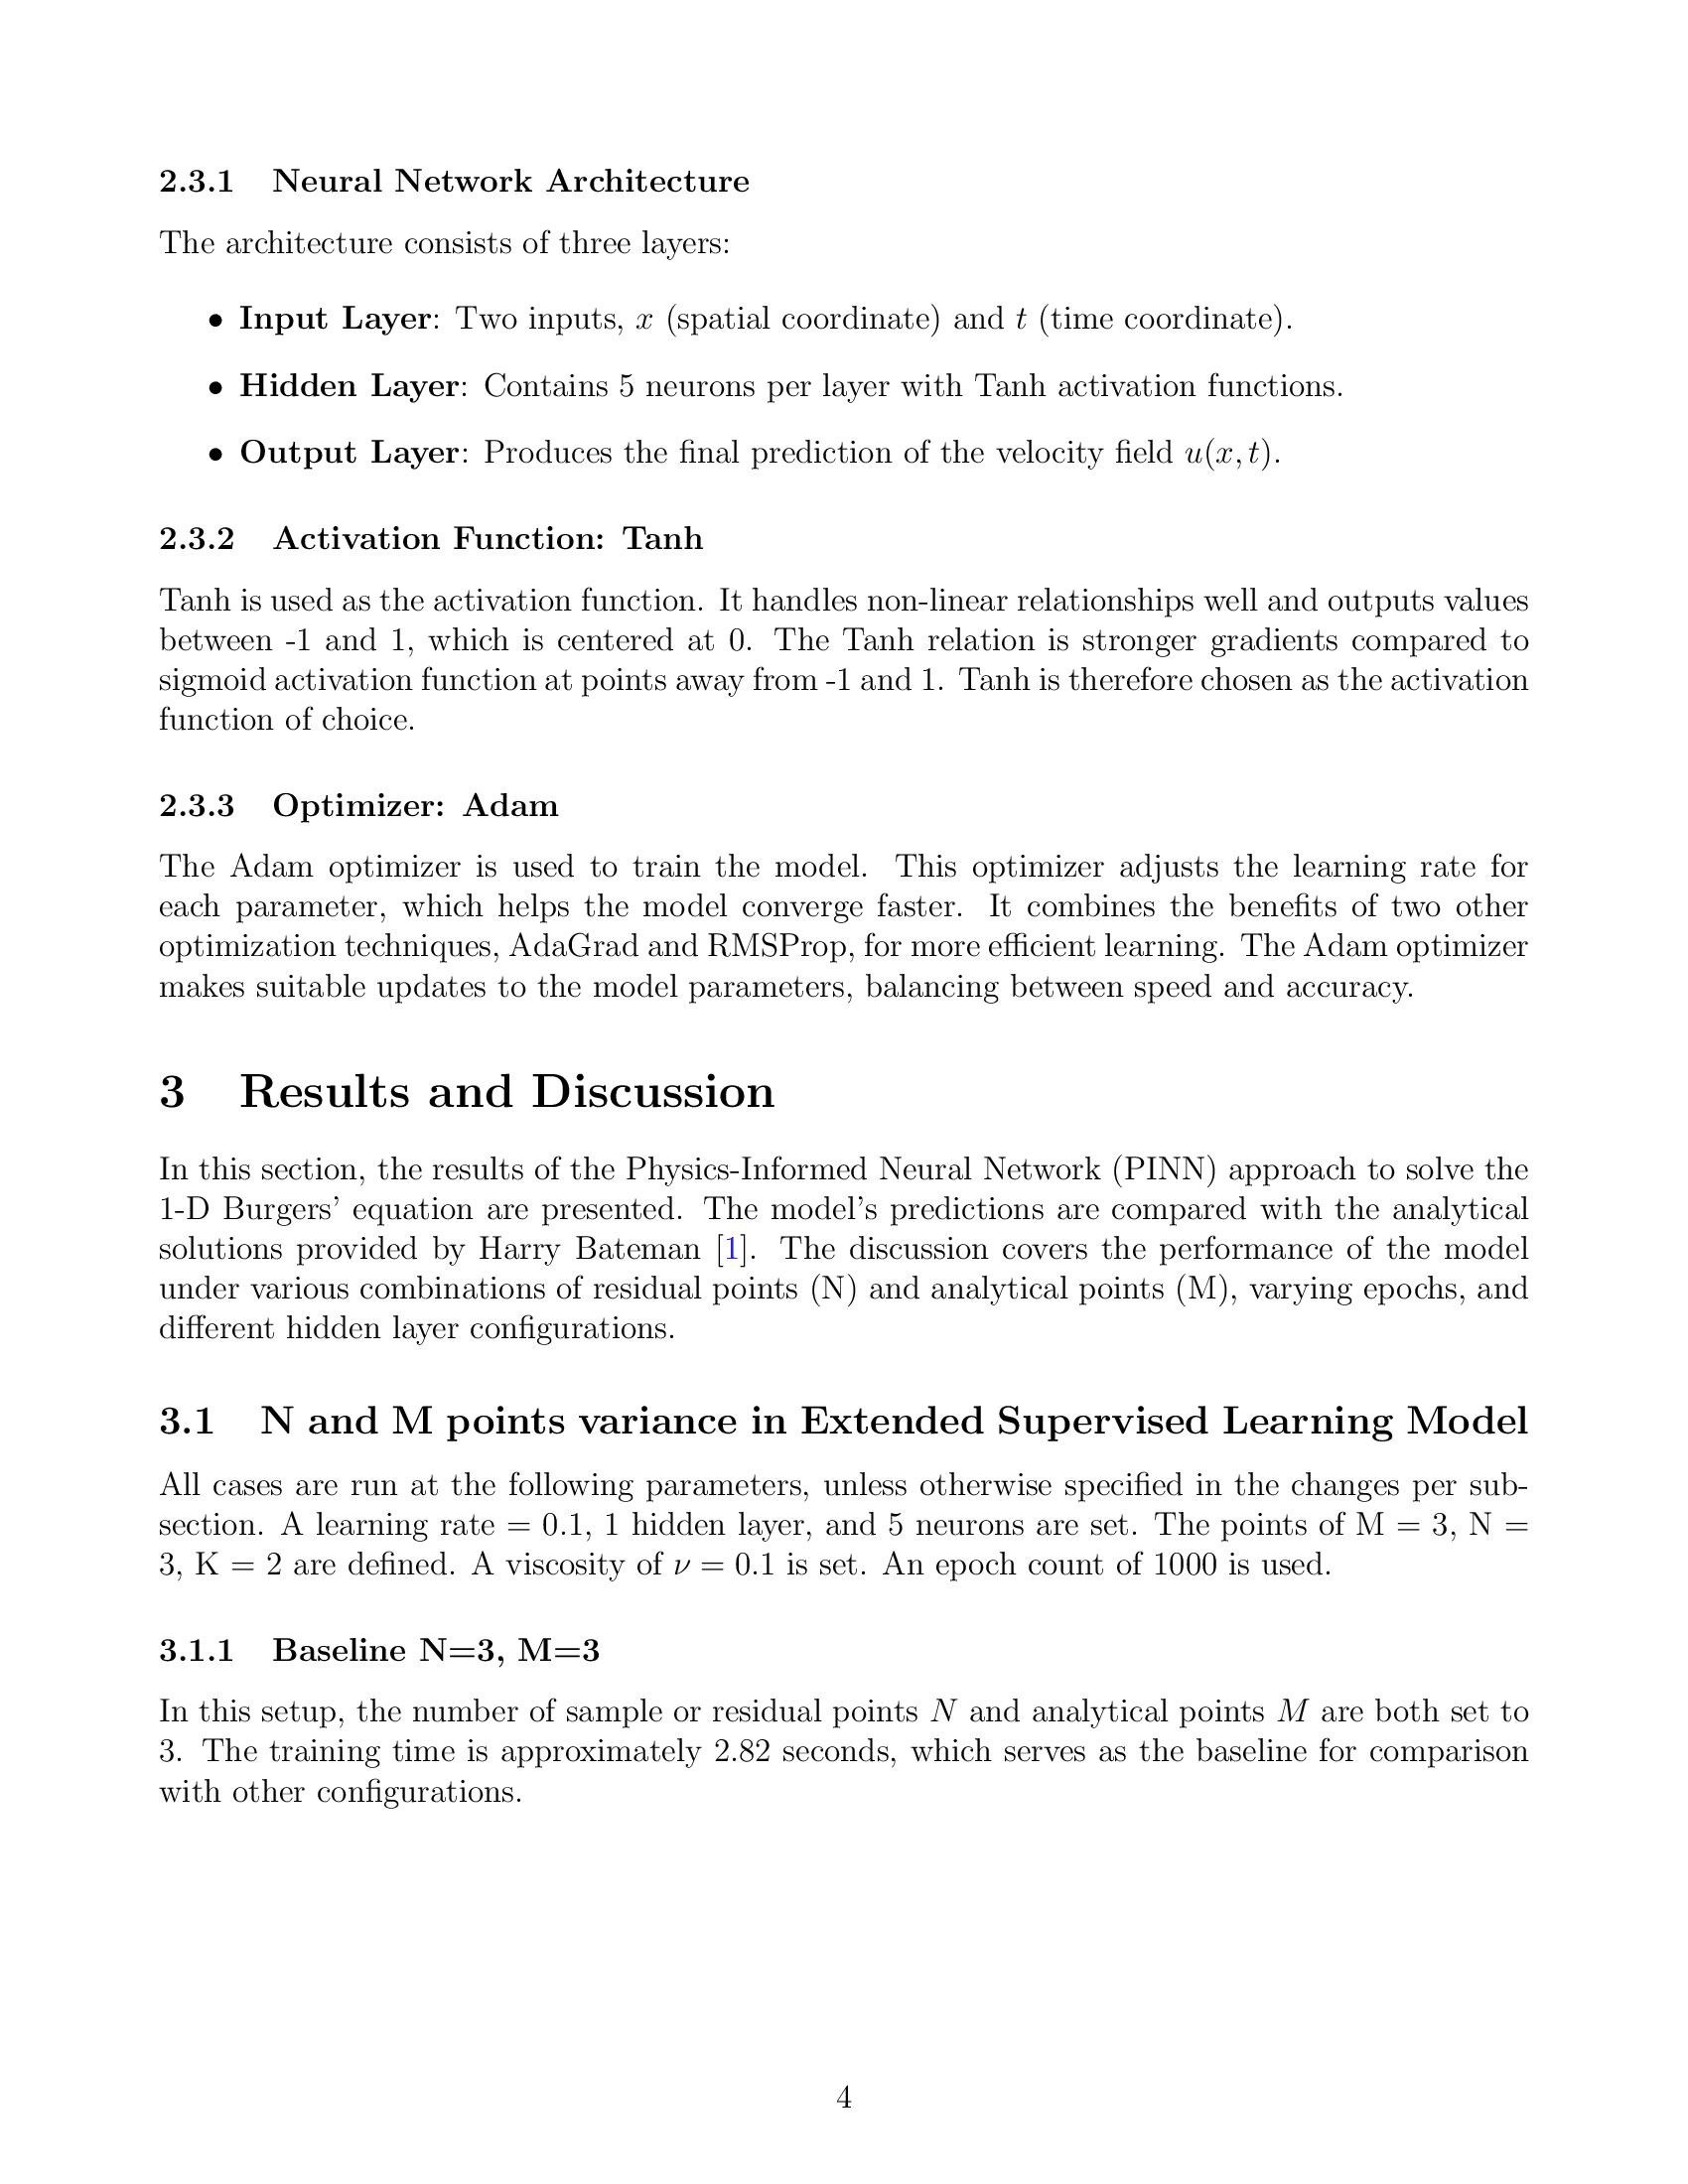 2.3.1 Neural Network Architecture
The architecture consists of three layers:
• Input Layer: Two inputs, x (spatial coordinate) and t (time coordinate).
• Hidden Layer: Contains 5 neurons per layer with Tanh activation functions.
• Output Layer: Produces the final prediction of the velocity field u(x, t).
2.3.2 Activation Function: Tanh
Tanh is used as the activation function. It handles non-linear relationships well and outputs values
between -1 and 1, which is centered at 0. The Tanh relation is stronger gradients compared to
sigmoid activation function at points away from -1 and 1. Tanh is therefore chosen as the activation
function of choice.
2.3.3 Optimizer: Adam
The Adam optimizer is used to train the model. This optimizer adjusts the learning rate for
each parameter, which helps the model converge faster. It combines the benefits of two other
optimization techniques, AdaGrad and RMSProp, for more efficient learning. The Adam optimizer
makes suitable updates to the model parameters, balancing between speed and accuracy.
3 Results and Discussion
In this section, the results of the Physics-Informed Neural Network (PINN) approach to solve the
1-D Burgers' equation are presented. The model's predictions are compared with the analytical
solutions provided by Harry Bateman [1]. The discussion covers the performance of the model
under various combinations of residual points (N) and analytical points (M), varying epochs, and
different hidden layer configurations.
3.1 N and M points variance in Extended Supervised Learning Model
All cases are run at the following parameters, unless otherwise specified in the changes per sub-
section. A learning rate = 0.1, 1 hidden layer, and 5 neurons are set. The points of M = 3, N =
3, K = 2 are defined. A viscosity of ν = 0.1 is set. An epoch count of 1000 is used.
3.1.1 Baseline N=3, M=3
In this setup, the number of sample or residual points N and analytical points M are both set to
3. The training time is approximately 2.82 seconds, which serves as the baseline for comparison
with other configurations.
4